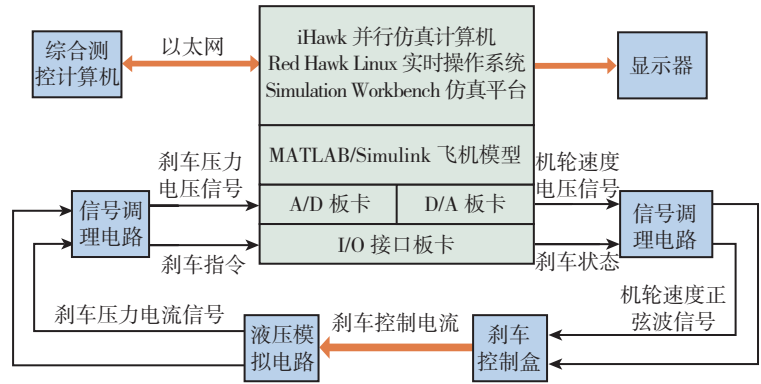 综合测
控计算机
以太网
iHawk 并行仿真计算机
Red Hawk Linux 实时操作系统
Simulation Workbench 仿真平台
显示器
MATLAB/Simulink 飞机模型
刹车压力
电压信号
机轮速度
电压信号
信号调
理电路
A/D 板卡
D/A 板卡
信号调
理电路
I/O 接口板卡
刹车指令
刹车状态
刹车压力电流信号
机轮速度正
弦波信号
液压模
拟电路
刹车控制电流
刹车
控制盒